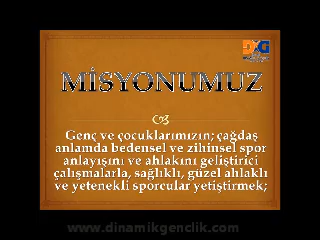 DG
MİSYONUMUZ
Genç ve çocuklarımızın; çağdaş
anlamda bedensel ve zihinsel spor
anlayışını ve ahlakını geliştirici
çalışmalarla, sağlıklı, güzel ahlaklı
ve yetenekli sporcular yetiştirmek;
www.dinamikgenclik.com